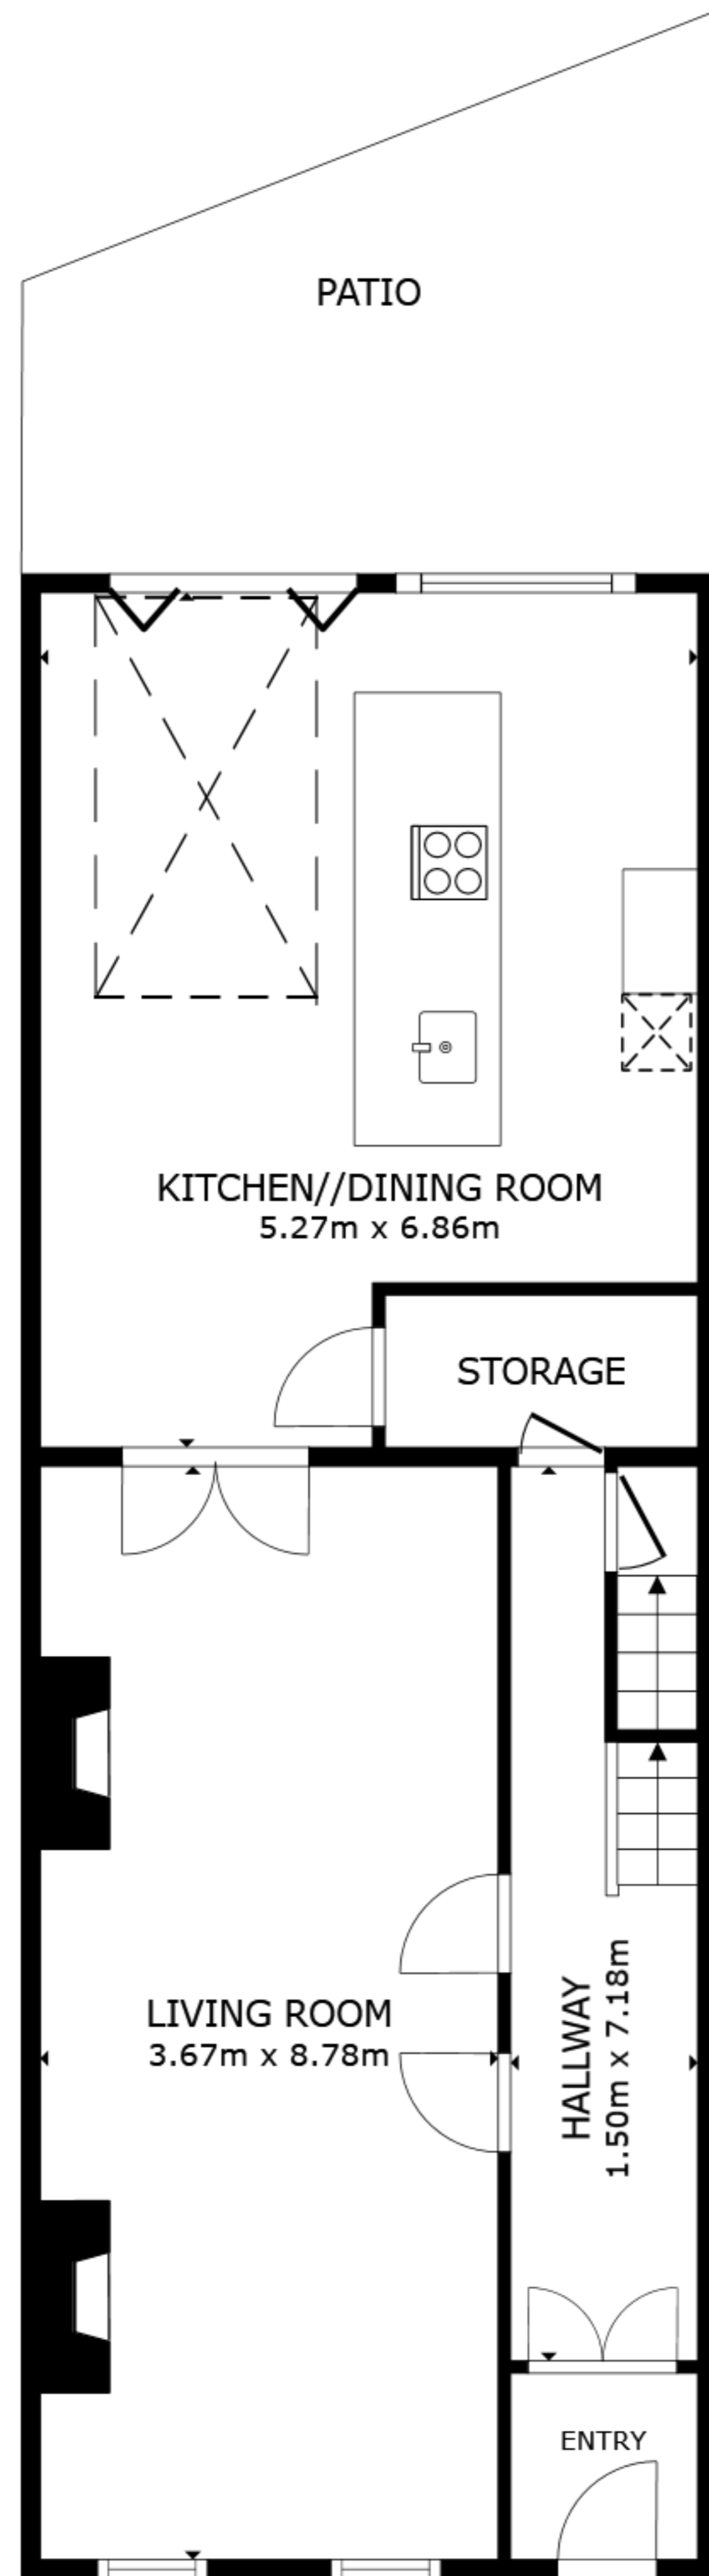 PATIO
KITCHEN//DINING ROOM
5.27m x 6.86m
STORAGE
LIVING ROOM
3.67m x 8.78m
HALLWAY
1.50m x 7.18m
ENTRY